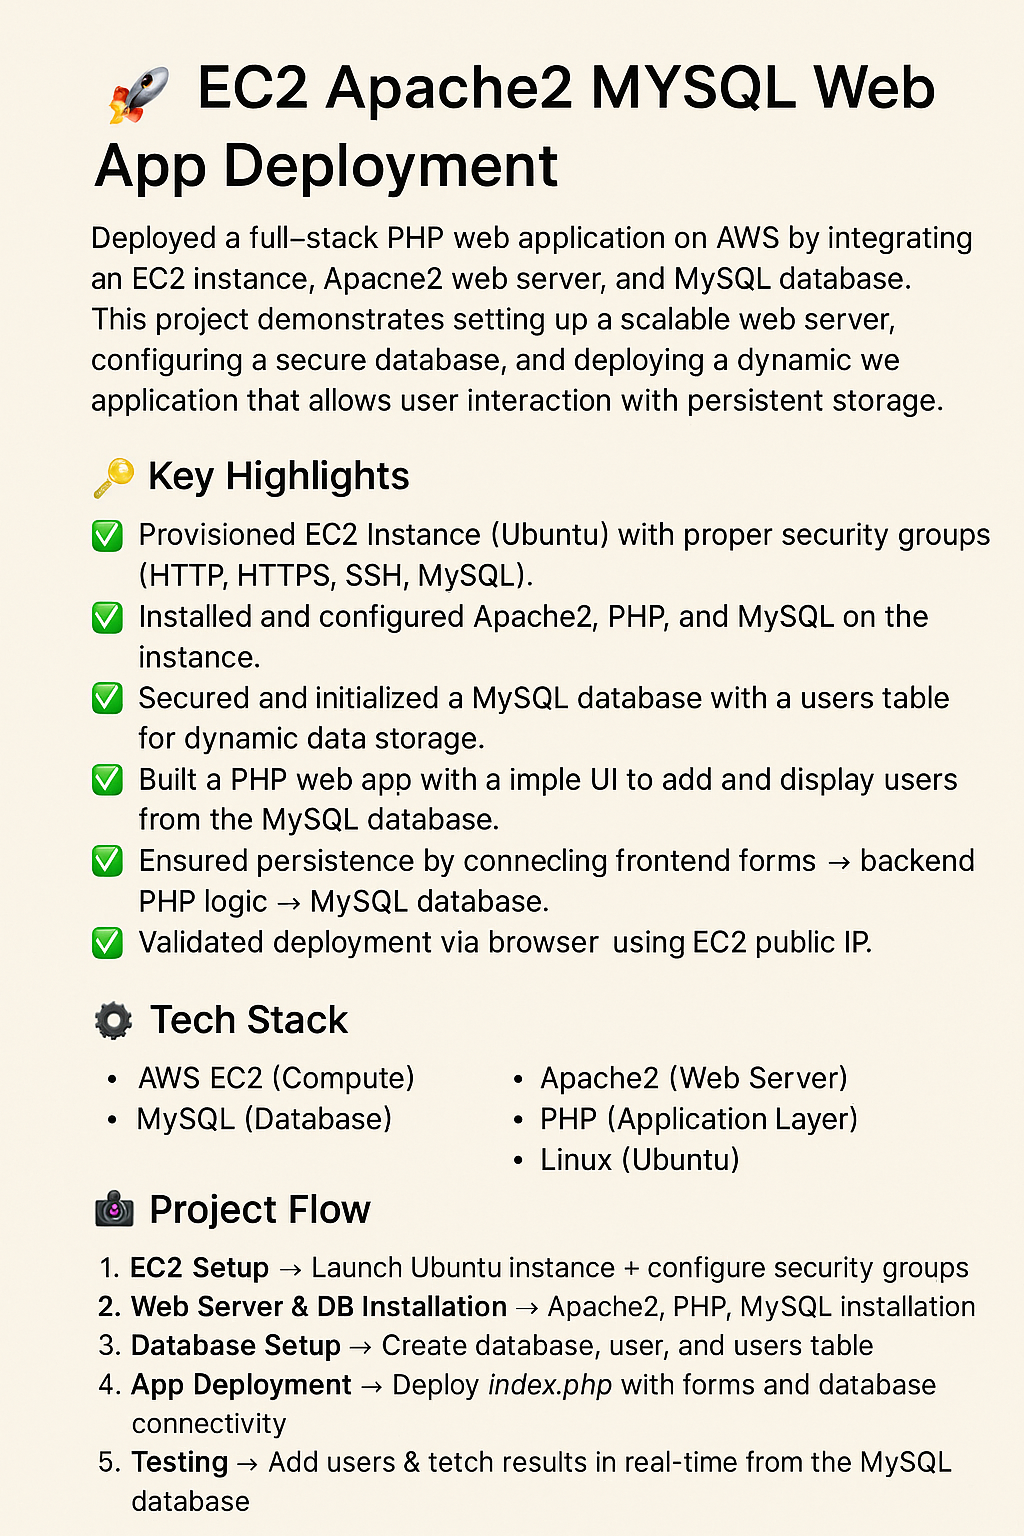 🚀 EC2 Apache2 MYSQL Web
App Deployment
Deployed a full–stack PHP web application on AWS by integrating
an EC2 instance, Apacne2 web server, and MySQL database.
This project demonstrates setting up a scalable web server,
configuring a secure database, and deploying a dynamic we
application that allows user interaction with persistent storage.
🔑 Key Highlights
✅ Provisioned EC2 Instance (Ubuntu) with proper security groups
(HTTP, HTTPS, SSH, MySQL).
✅ Installed and configured Apache2, PHP, and MySQL on the
instance.
✅ Secured and initialized a MySQL database with a users table
for dynamic data storage.
✅ Built a PHP web app with a imple UI to add and display users
from the MySQL database.
✅ Ensured persistence by connecling frontend forms → backend
PHP logic → MySQL database.
✅ Validated deployment via browser using EC2 public IP.
⚙️ Tech Stack
• AWS EC2 (Compute)
• MySQL (Database)
• Apache2 (Web Server)
• PHP (Application Layer)
• Linux (Ubuntu)
📷 Project Flow
1. EC2 Setup → Launch Ubuntu instance + configure security groups
2. Web Server & DB Installation → Apache2, PHP, MySQL installation
3. Database Setup → Create database, user, and users table
4. App Deployment → Deploy index.php with forms and database
connectivity
5. Testing → Add users & tetch results in real-time from the MySQL
database